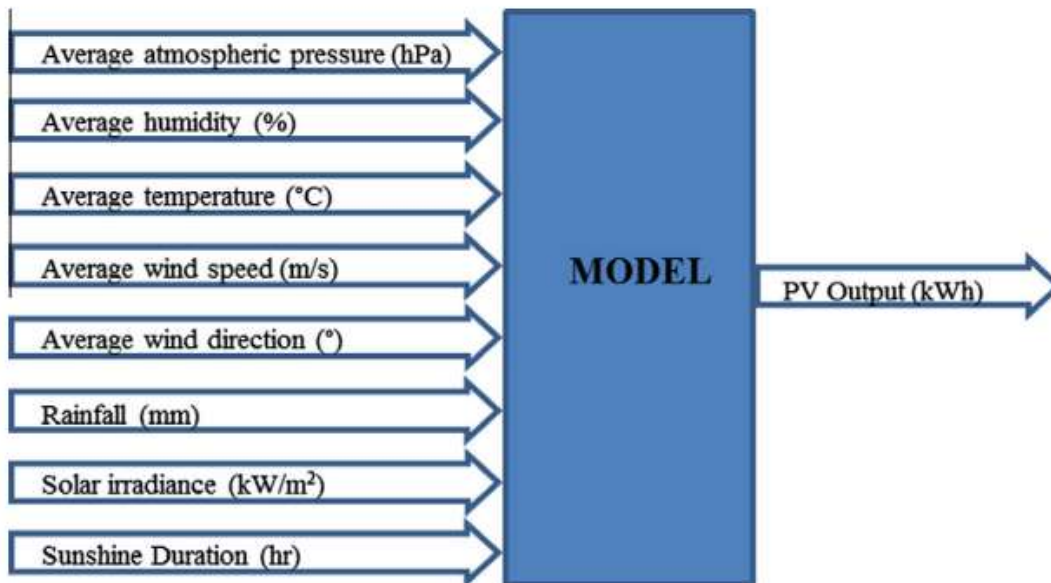 Average atmospheric pressure (hPa)
Average humidity (%)
Average temperature (°C)
Average wind speed (m/s)
Average wind direction (°)
Rainfall (mm)
Solar irradiance (kW/m²)
Sunshine Duration (hr)
MODEL
PV Output (kWh)